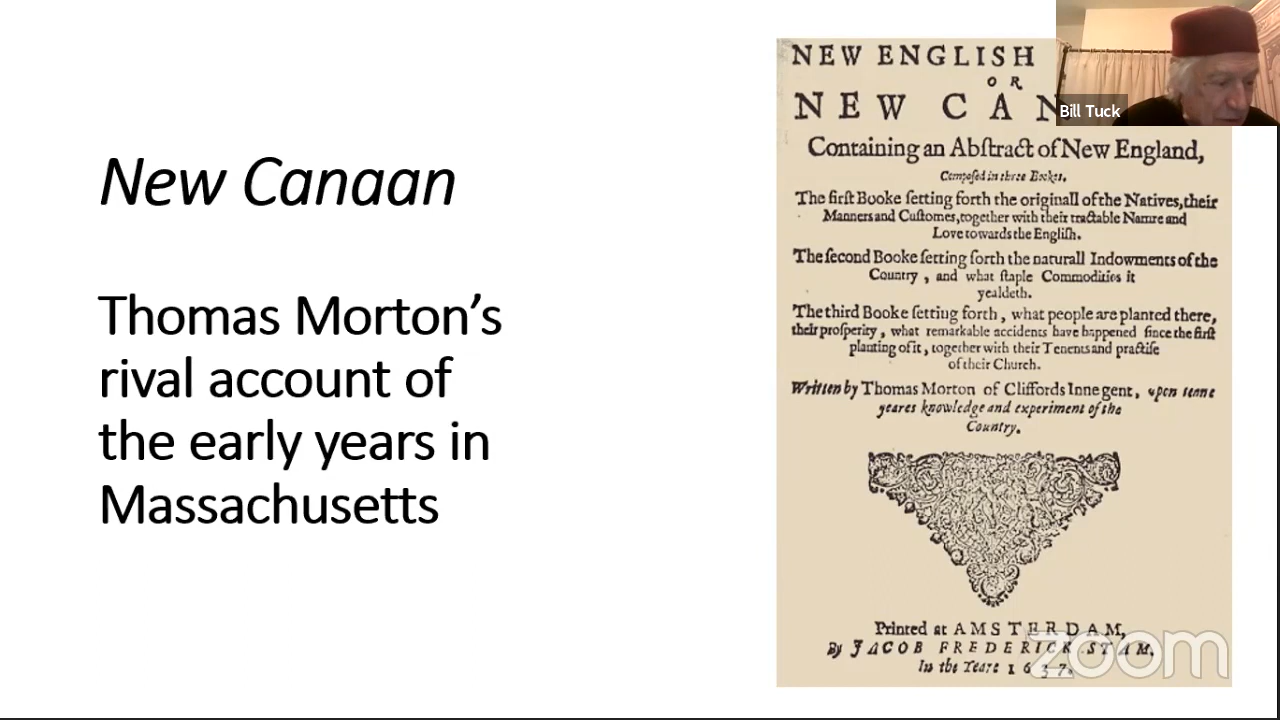 New Canaan
Thomas Morton's
rival account of
the early years in
Massachusetts
NEW ENGLISH
OR
NEW CAN
Containing an Abſtract of New England,
Compoſed in three Bookes.
The firſt Booke ſetting forth the originall of the Natives, their
Manners and Cuſtomes, together with their tractable Nature and
Love towards the Engliſh.
The ſecond Booke ſetting forth the naturall Indowments of the
Country, and what ſtaple Commodities it
yealdeth.
The third Booke ſetting forth, what people are planted there,
their proſperity, what remarkable accidents have happened ſince the firſt
planting of it, together with their Tenents and practiſe
of their Church.
Written by Thomas Morton of Cliffords Inne gent, upon tenne
yeares knowledge and experiment of the
Country.
Printed at AMSTERDAM,
By JACOB FREDERICK STAM,
In the Yeare 1637.
Bill Tuck
zoom